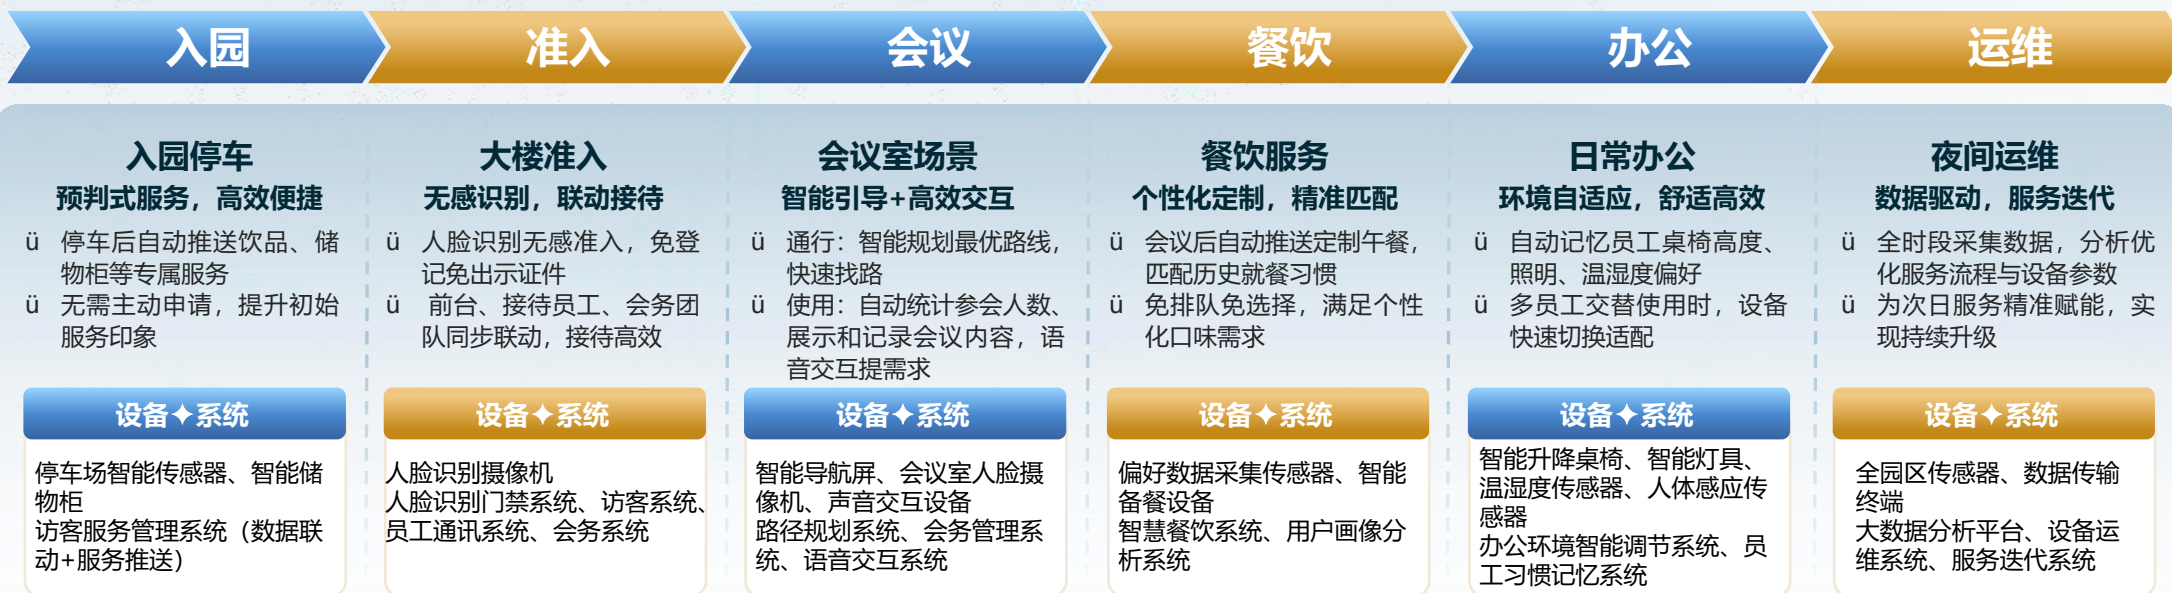 入园
准入
会议
餐饮
办公
运维
入园停车
预判式服务，高效便捷
ü 停车后自动推送饮品、储
物柜等专属服务
ü 无需主动申请，提升初始
服务印象
设备✦系统
停车场智能传感器、智能储
物柜
访客服务管理系统（数据联
动+服务推送）
大楼准入
无感识别，联动接待
ü 人脸识别无感准入，免登
记免出示证件
ü 前台、接待员工、会务团
队同步联动，接待高效
设备✦系统
人脸识别摄像机
人脸识别门禁系统、访客系统、
员工通讯系统、会务系统
会议室场景
智能引导+高效交互
ü 通行：智能规划最优路线，
快速找路
ü 使用：自动统计参会人数、
展示和记录会议内容，语
音交互提需求
设备✦系统
智能导航屏、会议室人脸摄
像机、声音交互设备
路径规划系统、会务管理系
统、语音交互系统
餐饮服务
个性化定制，精准匹配
ü 会议后自动推送定制午餐，
匹配历史就餐习惯
ü 免排队免选择，满足个性
化口味需求
设备✦系统
偏好数据采集传感器、智能
备餐设备
智慧餐饮系统、用户画像分
析系统
日常办公
环境自适应，舒适高效
ü 自动记忆员工桌椅高度、
照明、温湿度偏好
ü 多员工交替使用时，设备
快速切换适配
设备✦系统
智能升降桌椅、智能灯具、
温湿度传感器、人体感应传
感器
办公环境智能调节系统、员
工习惯记忆系统
夜间运维
数据驱动，服务迭代
ü 全时段采集数据，分析优
化服务流程与设备参数
ü 为次日服务精准赋能，实
现持续升级
设备✦系统
全园区传感器、数据传输
终端
大数据分析平台、设备运
维系统、服务迭代系统